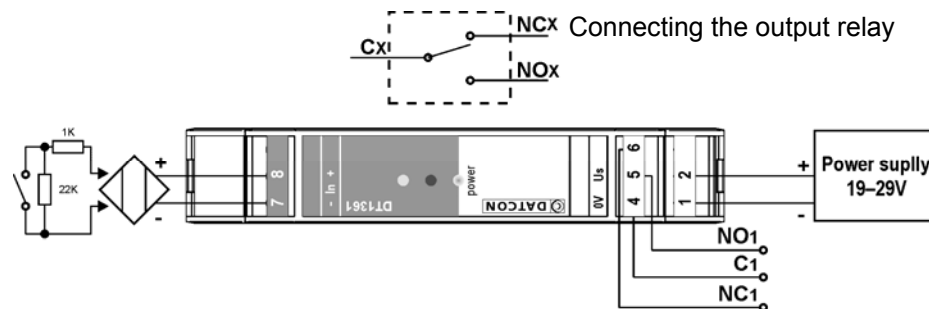 NCX Connecting the output relay
CX
NOX
1K
22K
+
-
8
7
- In +
DT1361
power
DATCON
0V Us
6
5
4
2
1
+
-
Power suplly
19–29V
NO1
C1
NC1